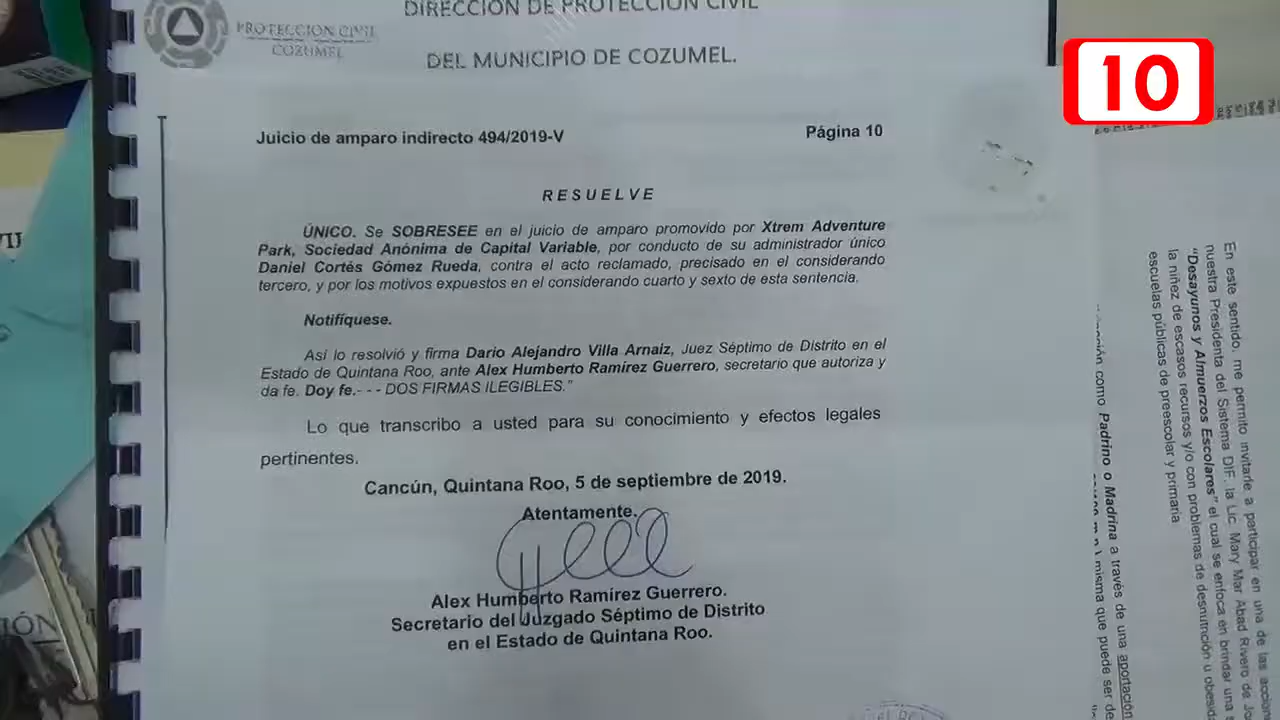 DIRECCIÓN DE PROTECCIÓN CIVIL
PROTECCIÓN CIVIL
COZUMEL
DEL MUNICIPIO DE COZUMEL.
10
Juicio de amparo indirecto 494/2019-V
Página 10
RESUELVE
ÚNICO. Se SOBRESEE en el juicio de amparo promovido por Xtrem Adventure
Park, Sociedad Anónima de Capital Variable, por conducto de su administrador único
Daniel Cortés Gómez Rueda, contra el acto reclamado, precisado en el considerando
tercero, y por los motivos expuestos en el considerando cuarto y sexto de esta sentencia.
Notifíquese.
Así lo resolvió y firma Dario Alejandro Villa Arnaiz, Juez Séptimo de Distrito en el
Estado de Quintana Roo, ante Alex Humberto Ramírez Guerrero, secretario que autoriza y
da fe. Doy fe.- - - DOS FIRMAS ILEGIBLES."
Lo que transcribo a usted para su conocimiento y efectos legales
pertinentes.
Cancún, Quintana Roo, 5 de septiembre de 2019.
Atentamente.
Alex Humberto Ramírez Guerrero.
Secretario del Juzgado Séptimo de Distrito
en el Estado de Quintana Roo.
En este sentido, me permito invitarle a participar en una de las
nuestra Presidenta del Sistema DIF, la Lic. Mary Mar Abad Rivero de
"Desayunos y Almuerzos Escolares" el cual se enfoca en brindar una
la niñez de escasos recursos y/o con problemas de desnutrición u
escuelas públicas de preescolar y primaria
como Padrino o Madrina a través de una aportación
misma que puede ser